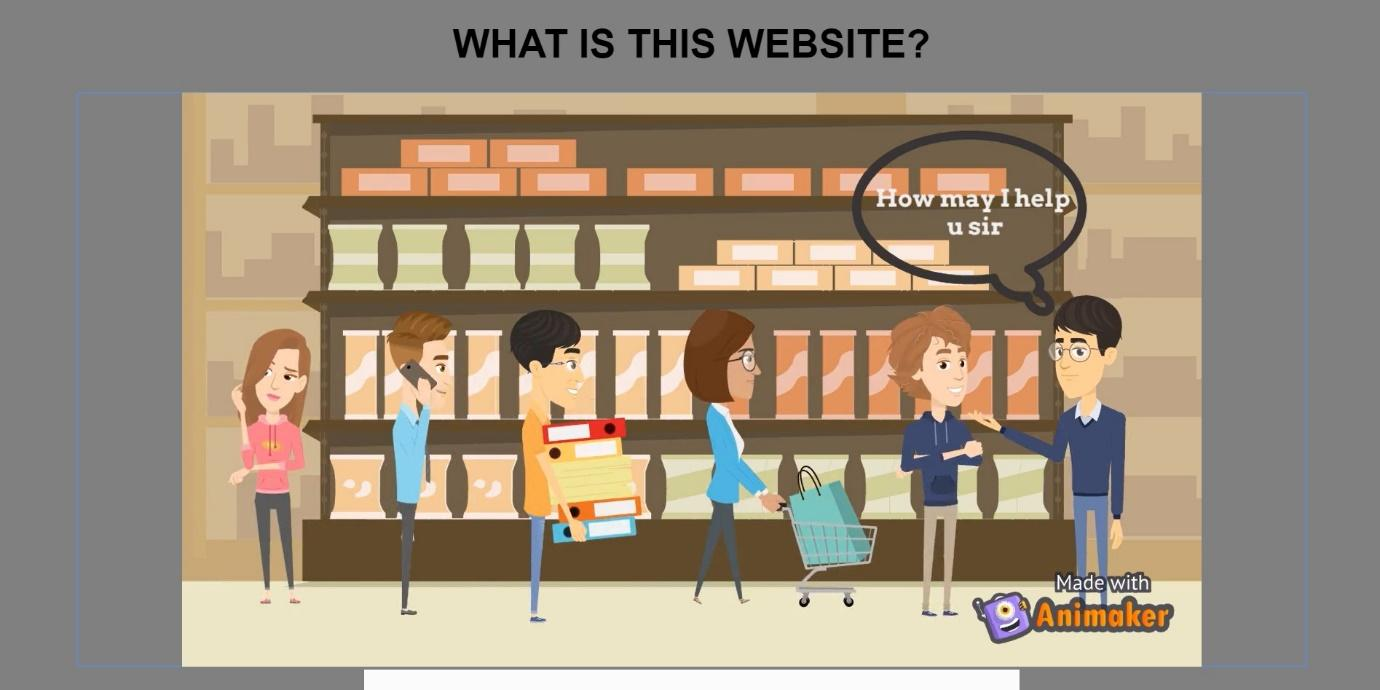 WHAT IS THIS WEBSITE?
How may I help
u sir
Made with
Animaker